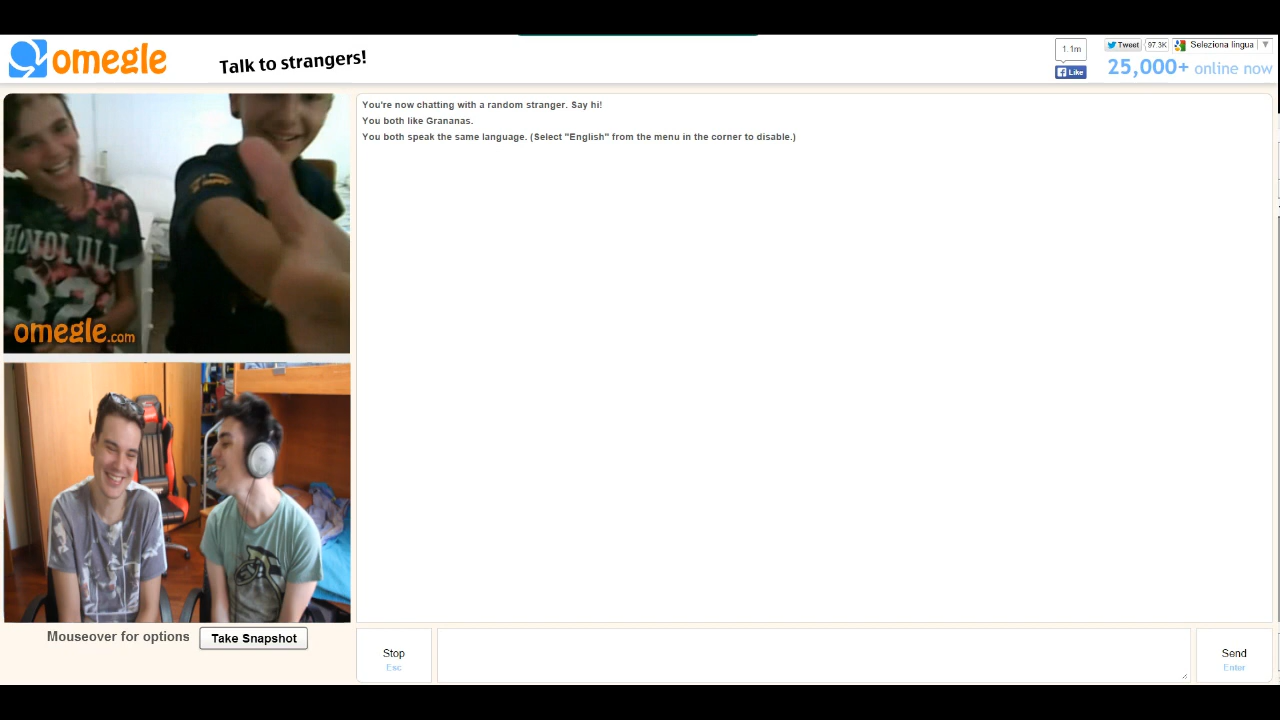 omegle
Talk to strangers!
1.1m
Like
Tweet
97.3K
Seleziona lingua
▼
25,000+ online now
You're now chatting with a random stranger. Say hi!
You both like Grananas.
You both speak the same language. (Select "English" from the menu in the corner to disable.)
HONOLULU
32
omegle.com
Mouseover for options
Take Snapshot
Stop
Esc
Send
Enter